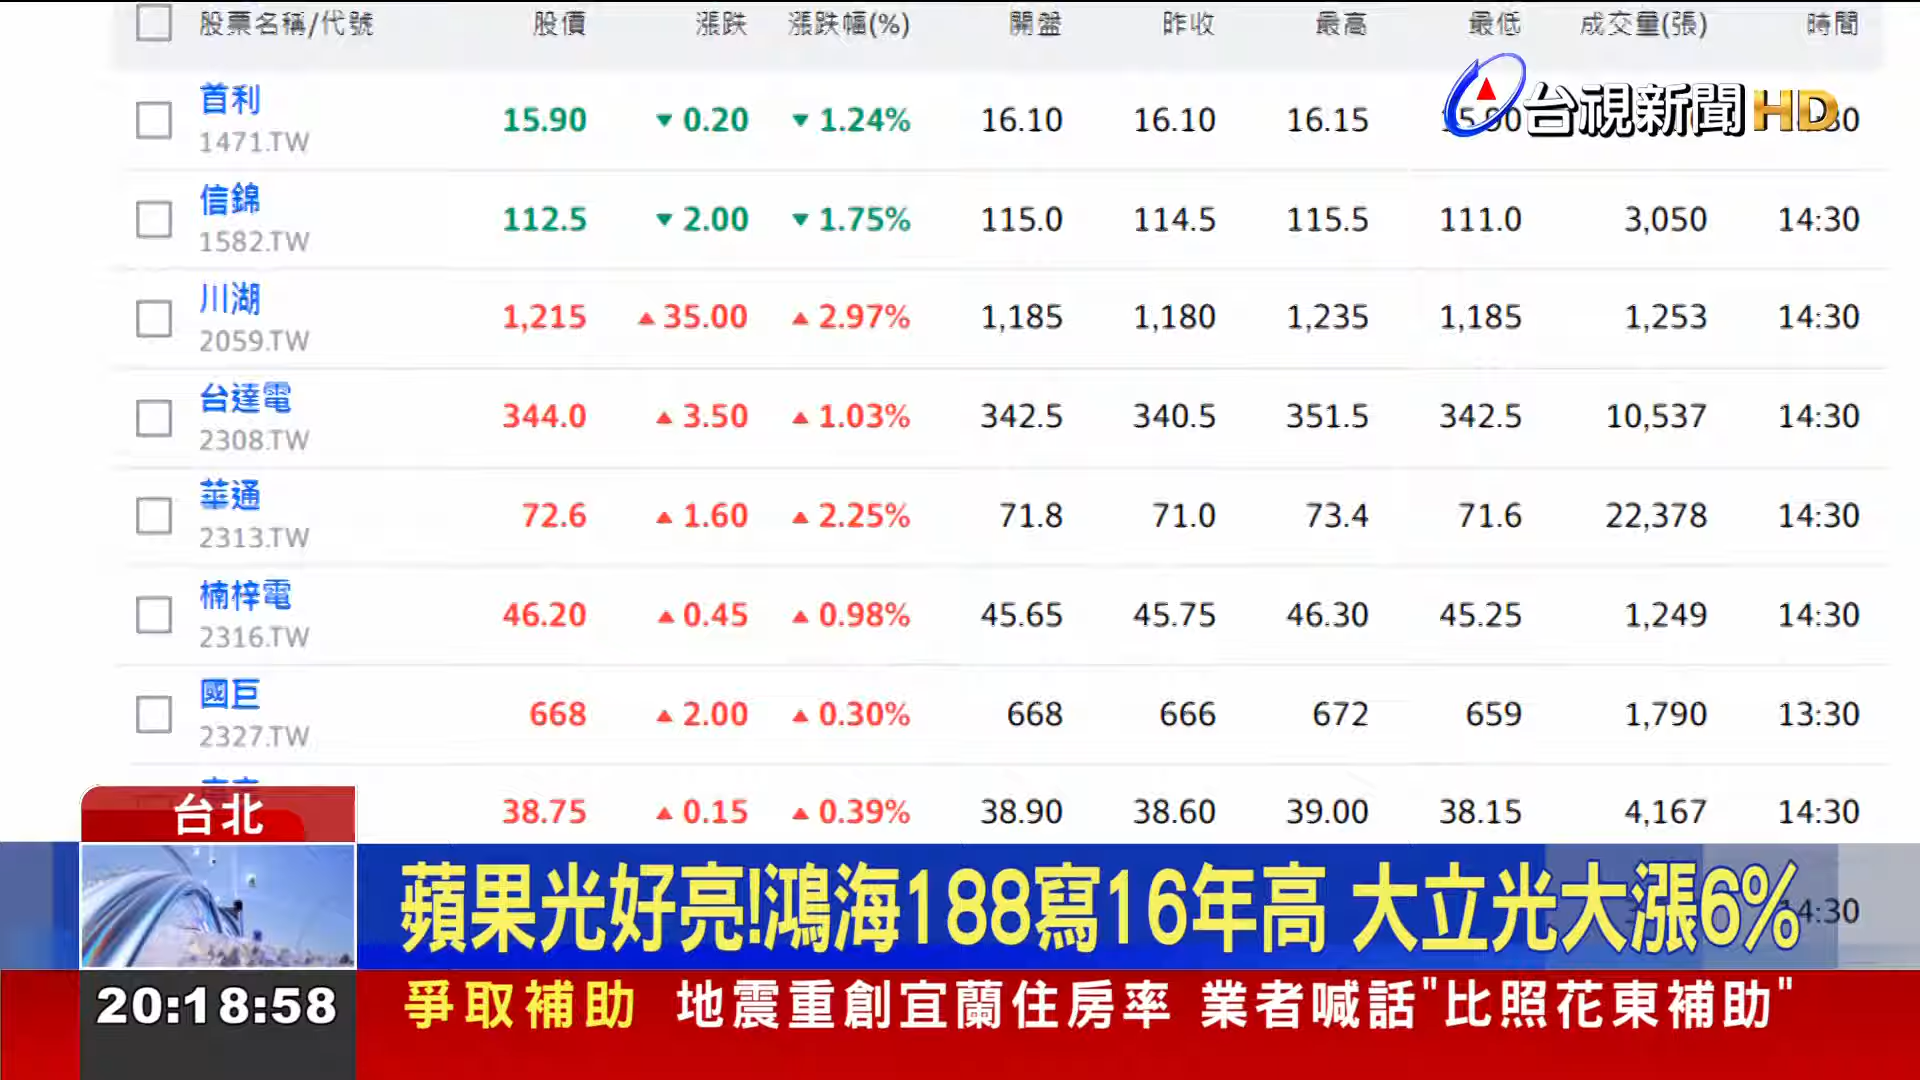 股票名稱/代號 股價 漲跌 漲跌幅(%) 開盤 昨收 最高 最低 成交量(張) 時間
台視新聞HD
首利 15.90 ▼ 0.20 ▼ 1.24% 16.10 16.10 16.15
1471.TW
信錦 112.5 ▼ 2.00 ▼ 1.75% 115.0 114.5 115.5 111.0 3,050 14:30
1582.TW
川湖 1,215 ▲ 35.00 ▲ 2.97% 1,185 1,180 1,235 1,185 1,253 14:30
2059.TW
台達電 344.0 ▲ 3.50 ▲ 1.03% 342.5 340.5 351.5 342.5 10,537 14:30
2308.TW
華通 72.6 ▲ 1.60 ▲ 2.25% 71.8 71.0 73.4 71.6 22,378 14:30
2313.TW
楠梓電 46.20 ▲ 0.45 ▲ 0.98% 45.65 45.75 46.30 45.25 1,249 14:30
2316.TW
國巨 668 ▲ 2.00 ▲ 0.30% 668 666 672 659 1,790 13:30
2327.TW
38.75 ▲ 0.15 ▲ 0.39% 38.90 38.60 39.00 38.15 4,167 14:30
台北
蘋果光好亮!鴻海188寫16年高 大立光大漲6%
20:18:58
爭取補助 地震重創宜蘭住房率 業者喊話"比照花東補助"